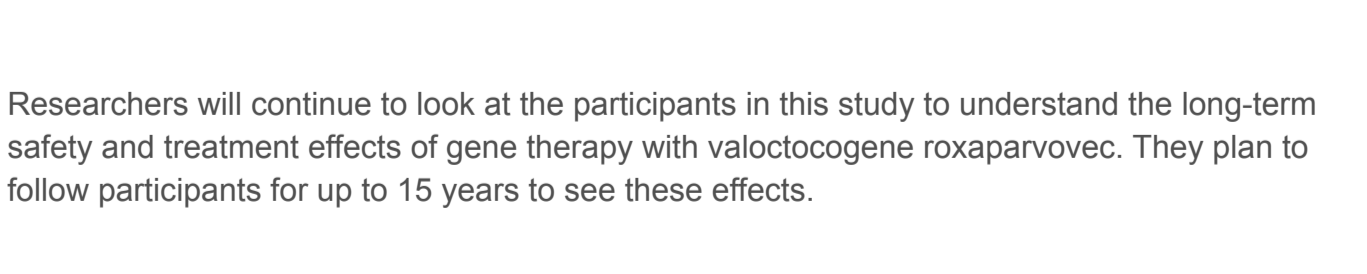 Researchers will continue to look at the participants in this study to understand the long-term
safety and treatment effects of gene therapy with valoctocogene roxaparvovec. They plan to
follow participants for up to 15 years to see these effects.